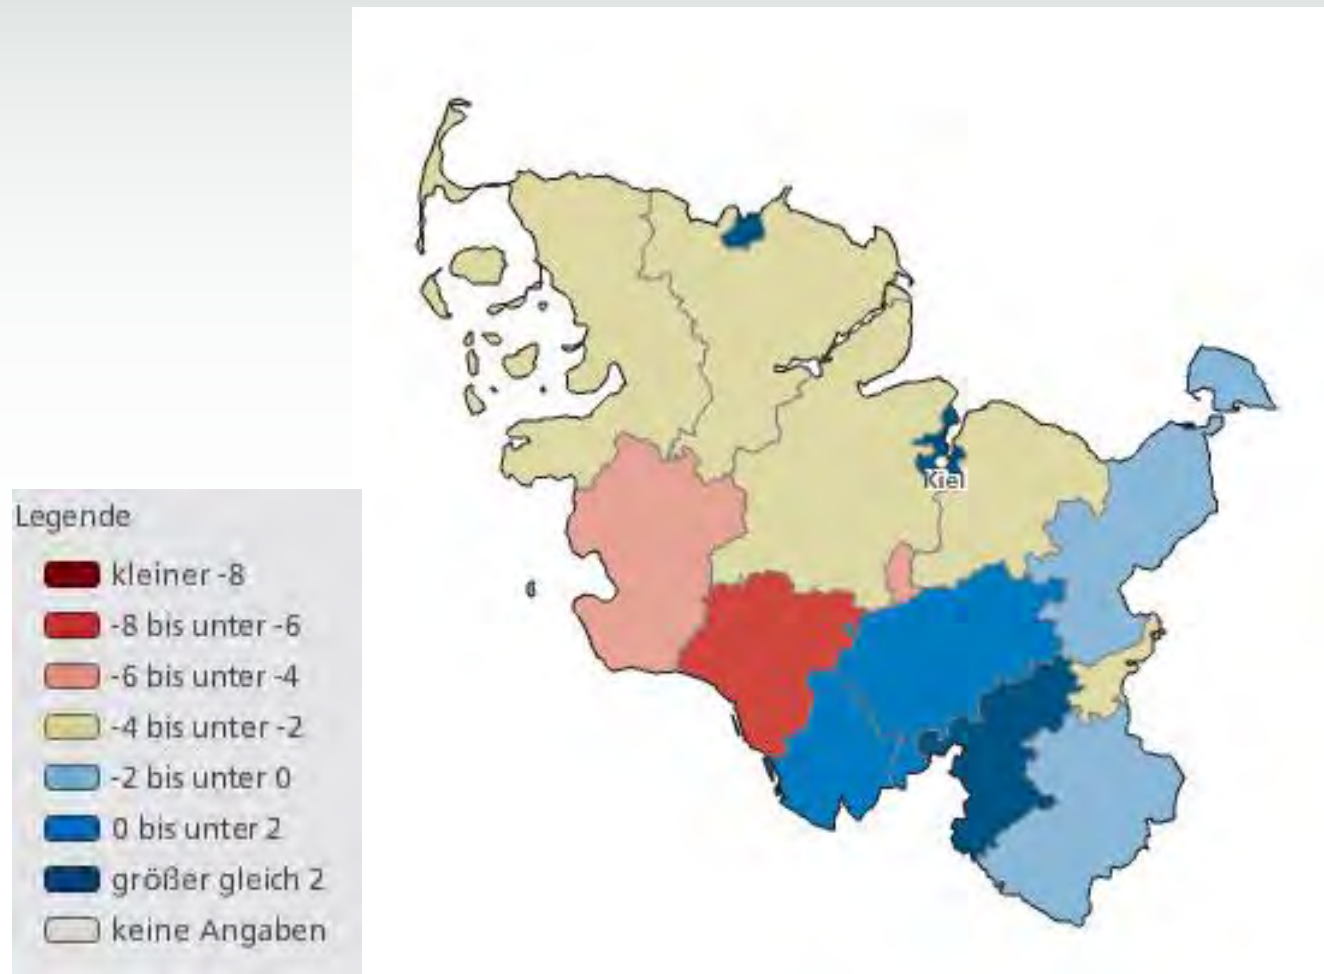 Kiel
Legende
kleiner -8
-8 bis unter -6
-6 bis unter -4
-4 bis unter -2
-2 bis unter 0
0 bis unter 2
größer gleich 2
keine Angaben